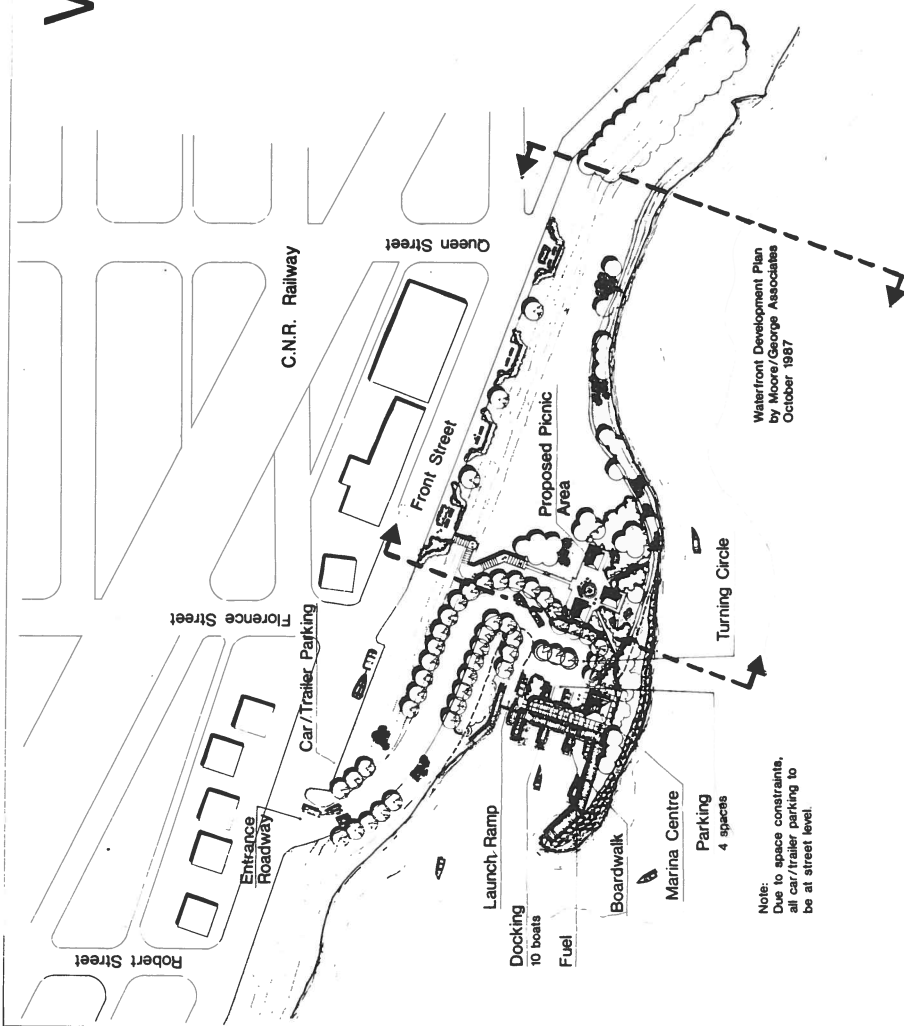 V
C.N.R. Railway
Queen Street
Front Street
Florence Street
Car/Trailer Parking
Entrance
Roadway
Robert Street
Proposed Picnic
Area
Turning Circle
Launch Ramp
Docking
10 boats
Fuel
Boardwalk
Marina Centre
Parking
4 spaces
Note:
Due to space constraints,
all car/trailer parking to
be at street level.
Waterfront Development Plan
by Moore/George Associates
October 1987